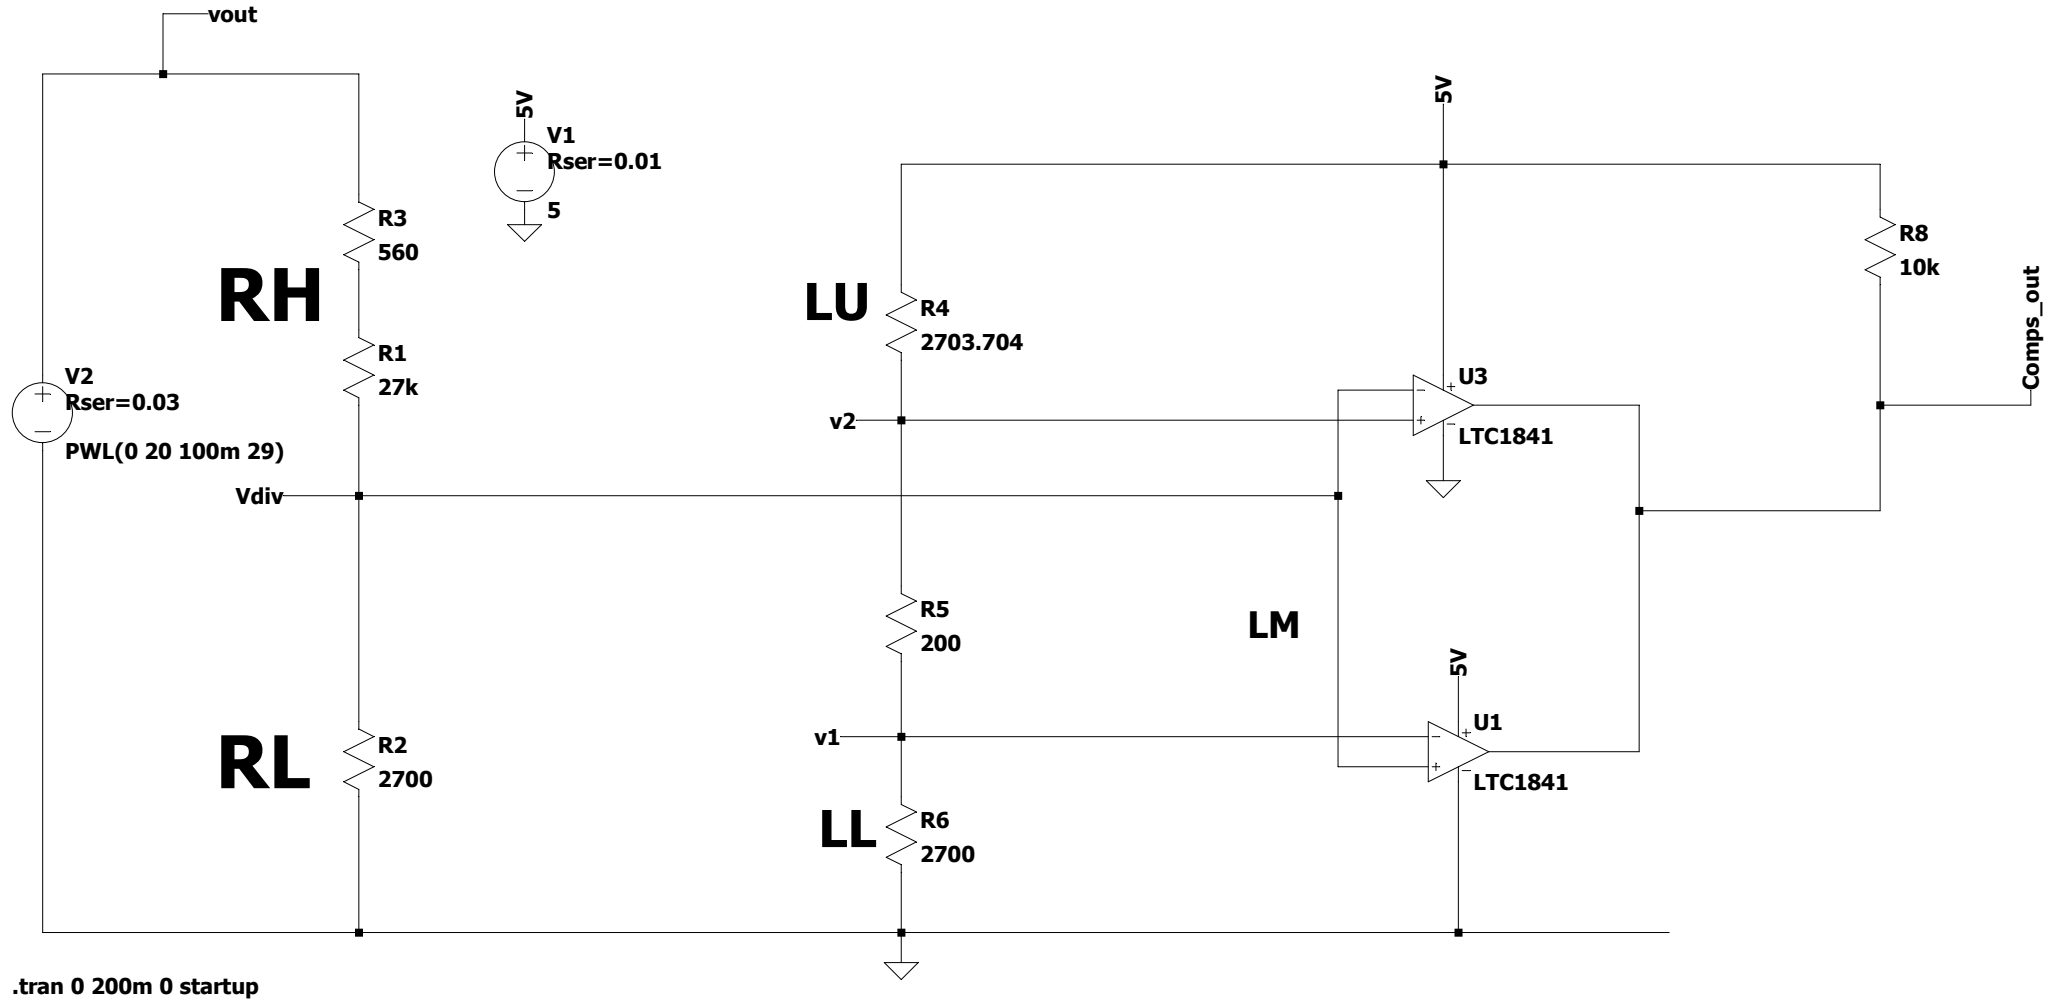 vout
5V
V1
Rser=0.01
5
5V
R3
560
RH
R1
27k
LU
R4
2703.704
R8
10k
Comps_out
V2
Rser=0.03
PWL(0 20 100m 29)
U3
LTC1841
v2
Vdiv
R5
200
LM
5V
v1
U1
LTC1841
RL
R2
2700
LL
R6
2700
.tran 0 200m 0 startup